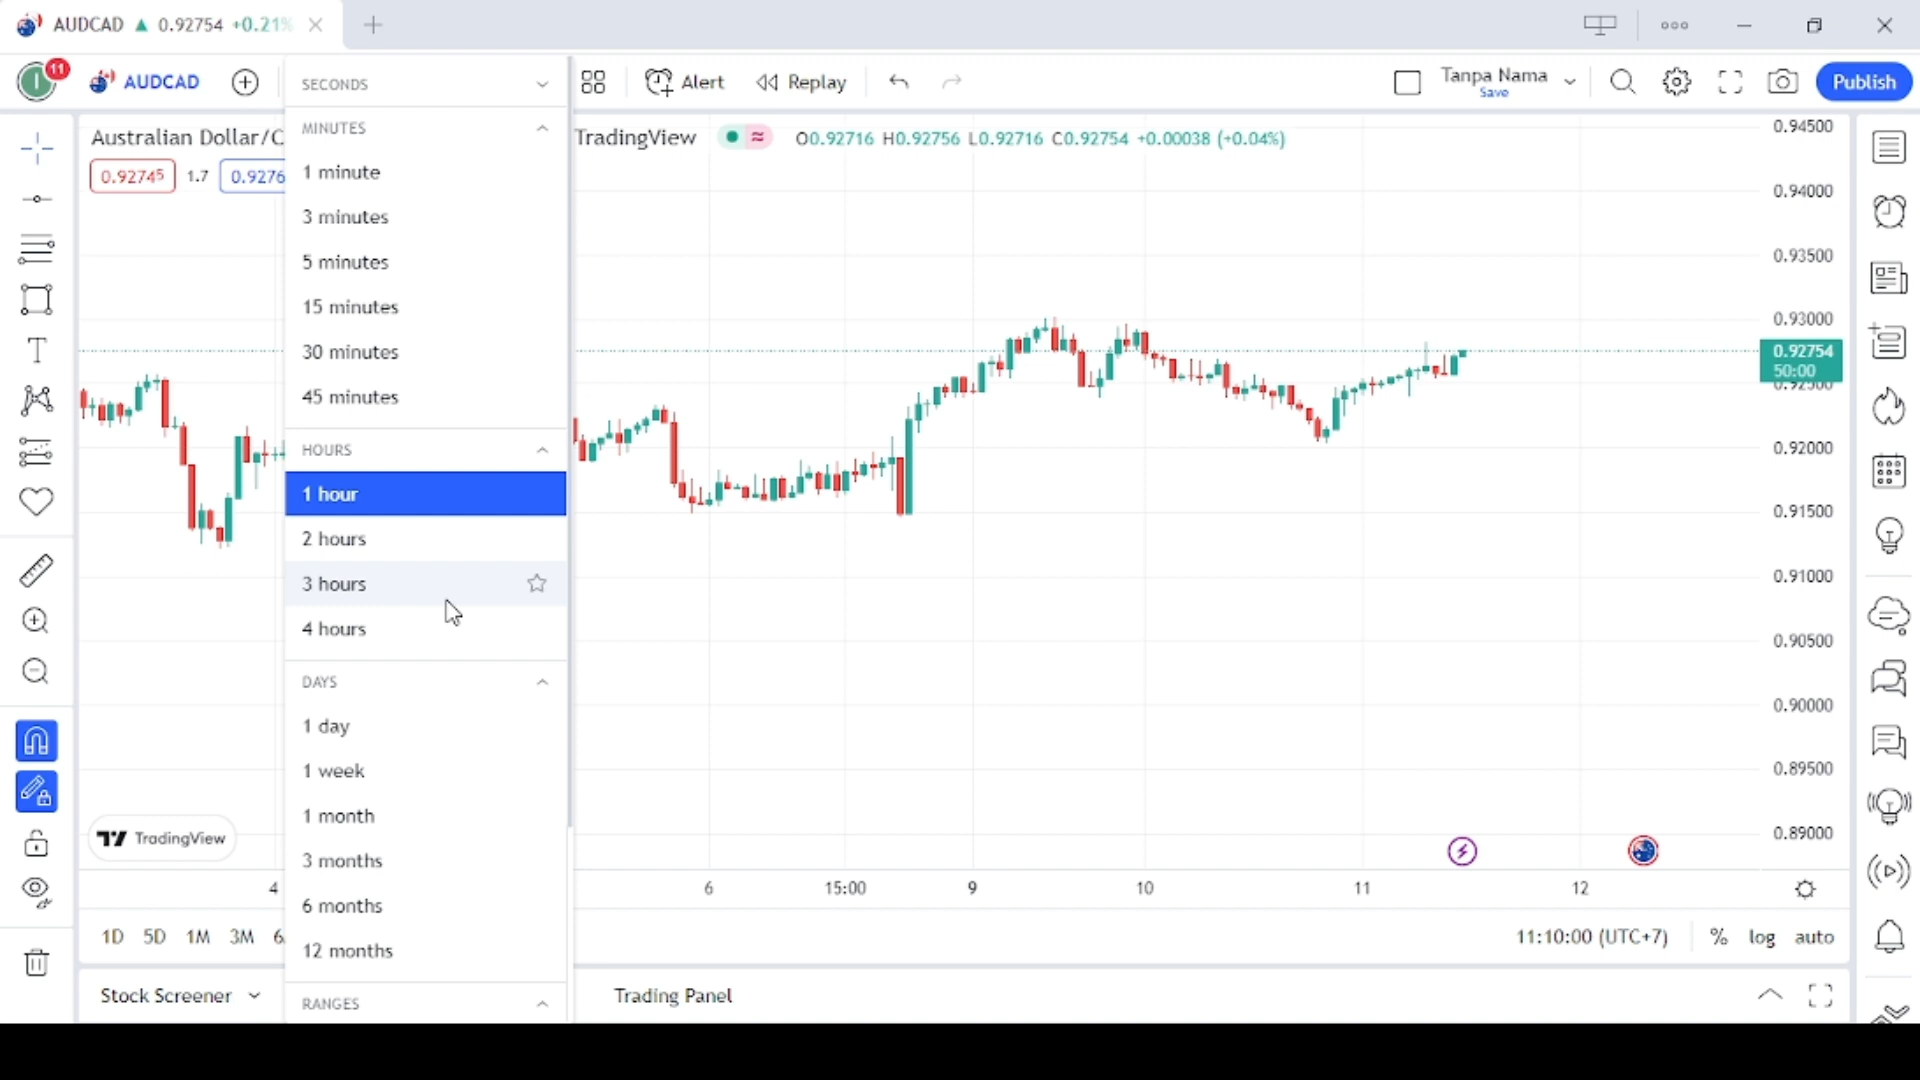 AUDCAD ▲ 0.92754 +0.21%
11
I
AUDCAD
Alert
Replay
Tanpa Nama
Save
Publish
Australian Dollar/C
TradingView
O0.92716 H0.92756 L0.92716 C0.92754 +0.00038 (+0.04%)
0.92745 1.7 0.9276
SECONDS
MINUTES
1 minute
3 minutes
5 minutes
15 minutes
30 minutes
45 minutes
HOURS
1 hour
2 hours
3 hours
4 hours
DAYS
1 day
1 week
1 month
3 months
6 months
12 months
RANGES
0.94500
0.94000
0.93500
0.93000
0.92754
50:00
0.92500
0.92000
0.91500
0.91000
0.90500
0.90000
0.89500
0.89000
TradingView
4 6 15:00 9 10 11 12
1D 5D 1M 3M 6
11:10:00 (UTC+7) % log auto
Stock Screener
Trading Panel